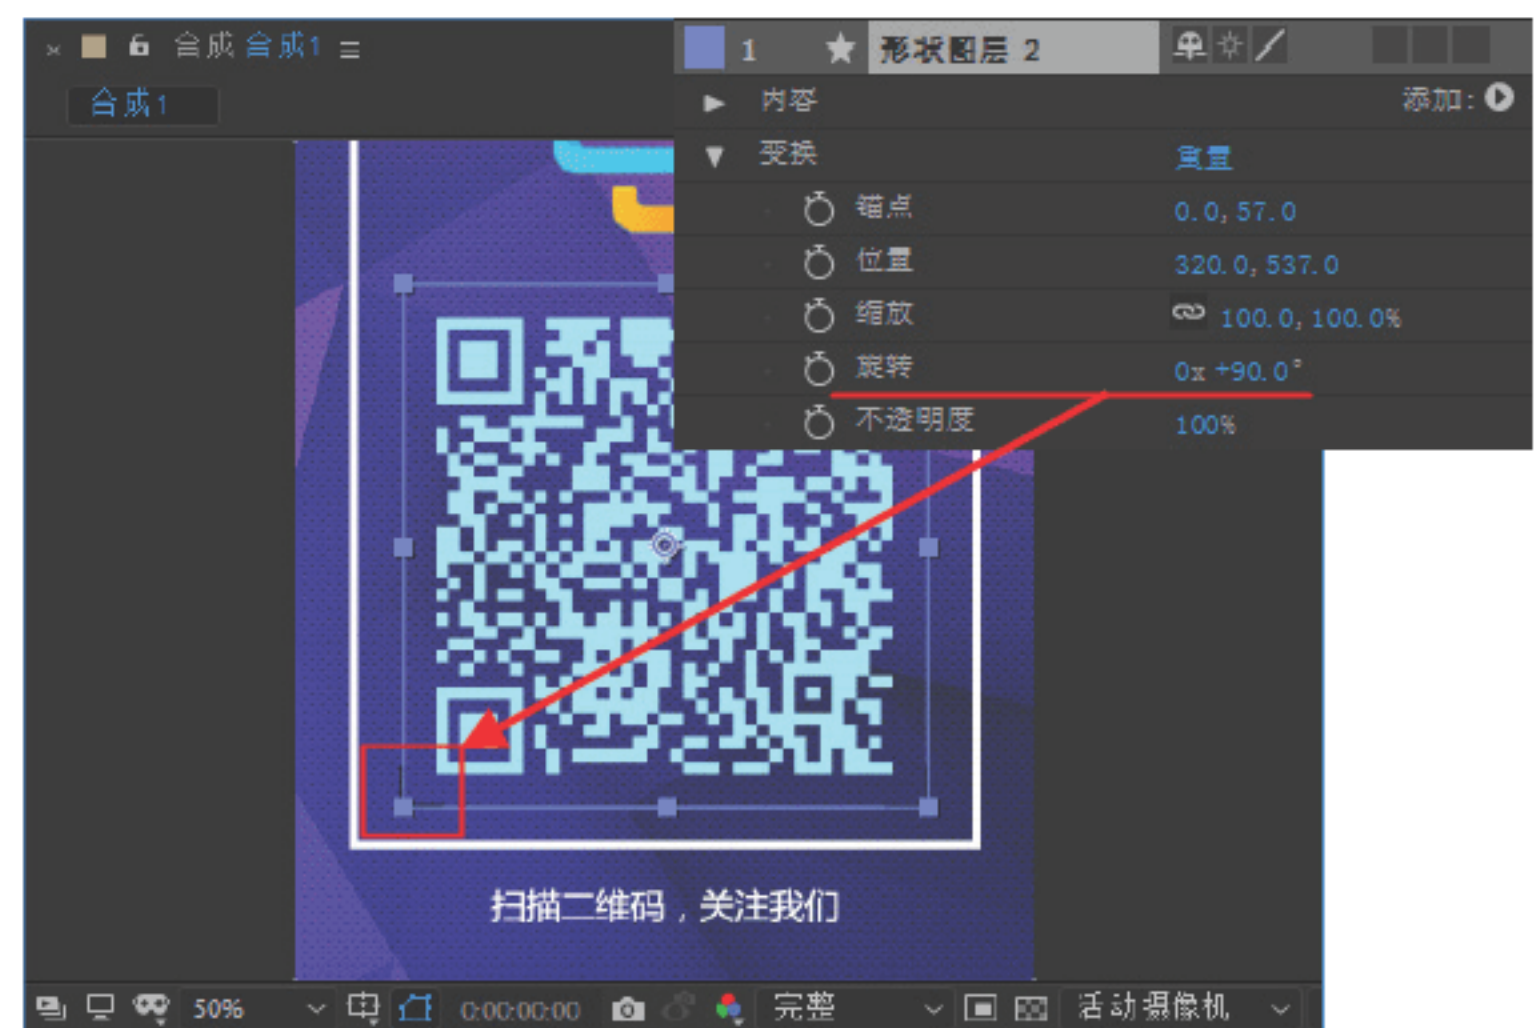 合成 合成1
合成1
1 形状图层 2
内容 添加:
变换 重置
锚点 0.0,57.0
位置 320.0,537.0
缩放 100.0,100.0%
旋转 0x +90.0°
不透明度 100%
扫描二维码，关注我们
50% 0:00:00:00 完整 活动摄像机